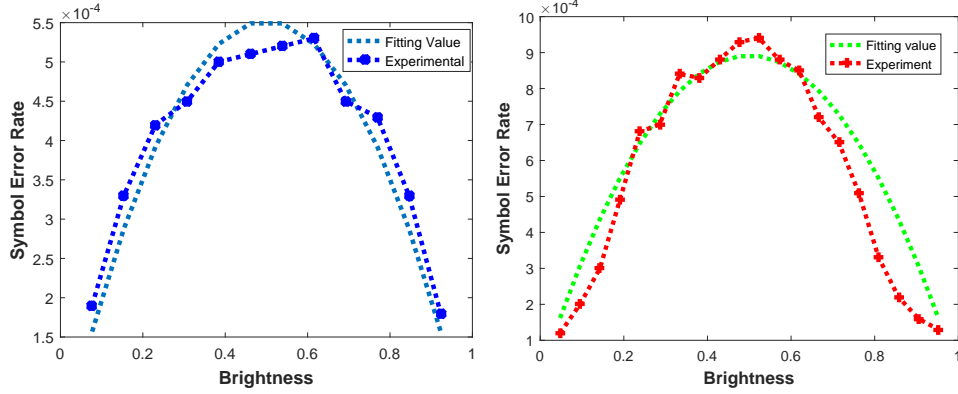 ×10⁻⁴
5.5
5
4.5
4
3.5
3
2.5
2
1.5
Symbol Error Rate
Fitting Value
Experimental
0 0.2 0.4 0.6 0.8 1
Brightness
×10⁻⁴
10
9
8
7
6
5
4
3
2
1
Symbol Error Rate
Fitting value
Experiment
0 0.2 0.4 0.6 0.8 1
Brightness